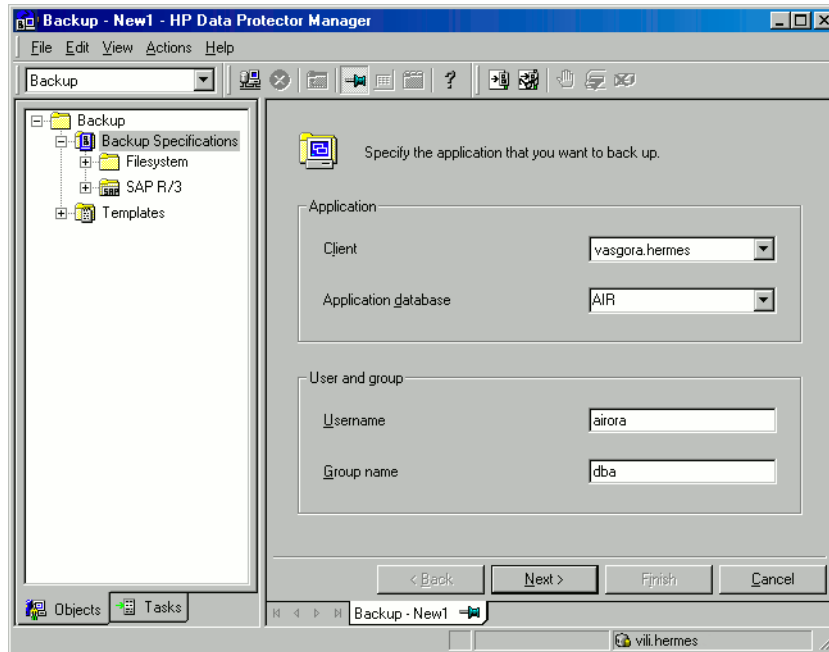 Backup - New1 - HP Data Protector Manager
File Edit View Actions Help
Backup
Backup
Backup Specifications
Filesystem
SAP R/3
Templates
Specify the application that you want to back up.
Application
Client vasgora.hermes
Application database AIR
User and group
Username airora
Group name dba
< Back Next > Finish Cancel
Objects Tasks
Backup - New1
vili.hermes